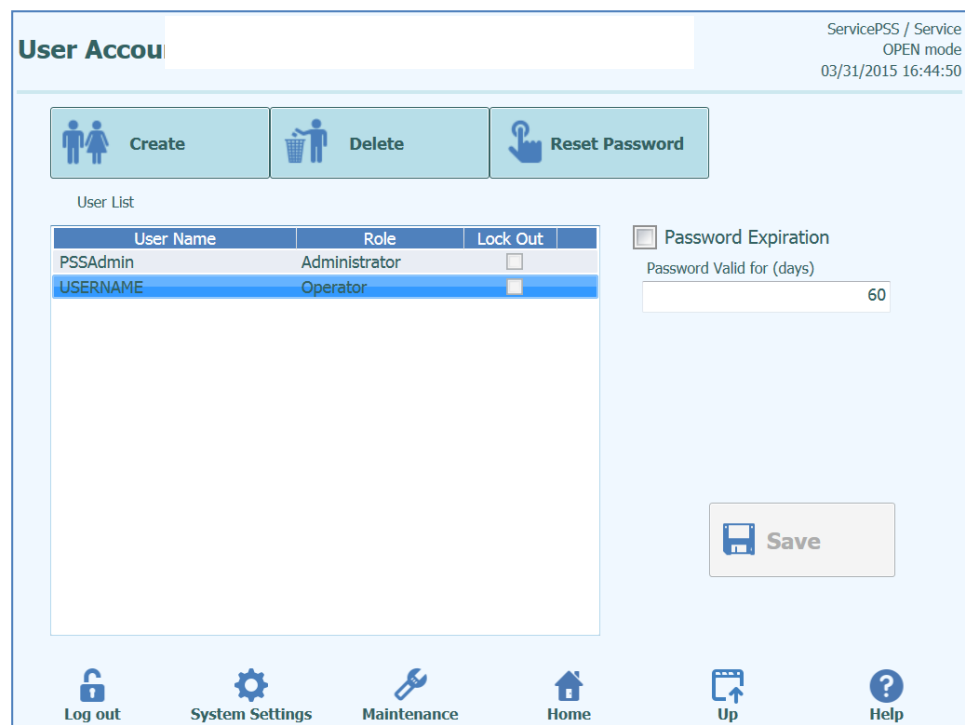 User Accou
ServicePSS / Service
OPEN mode
03/31/2015 16:44:50
Create Delete Reset Password
User List
User Name Role Lock Out
PSSAdmin Administrator
USERNAME Operator
Password Expiration
Password Valid for (days)
60
Save
Log out System Settings Maintenance Home Up Help